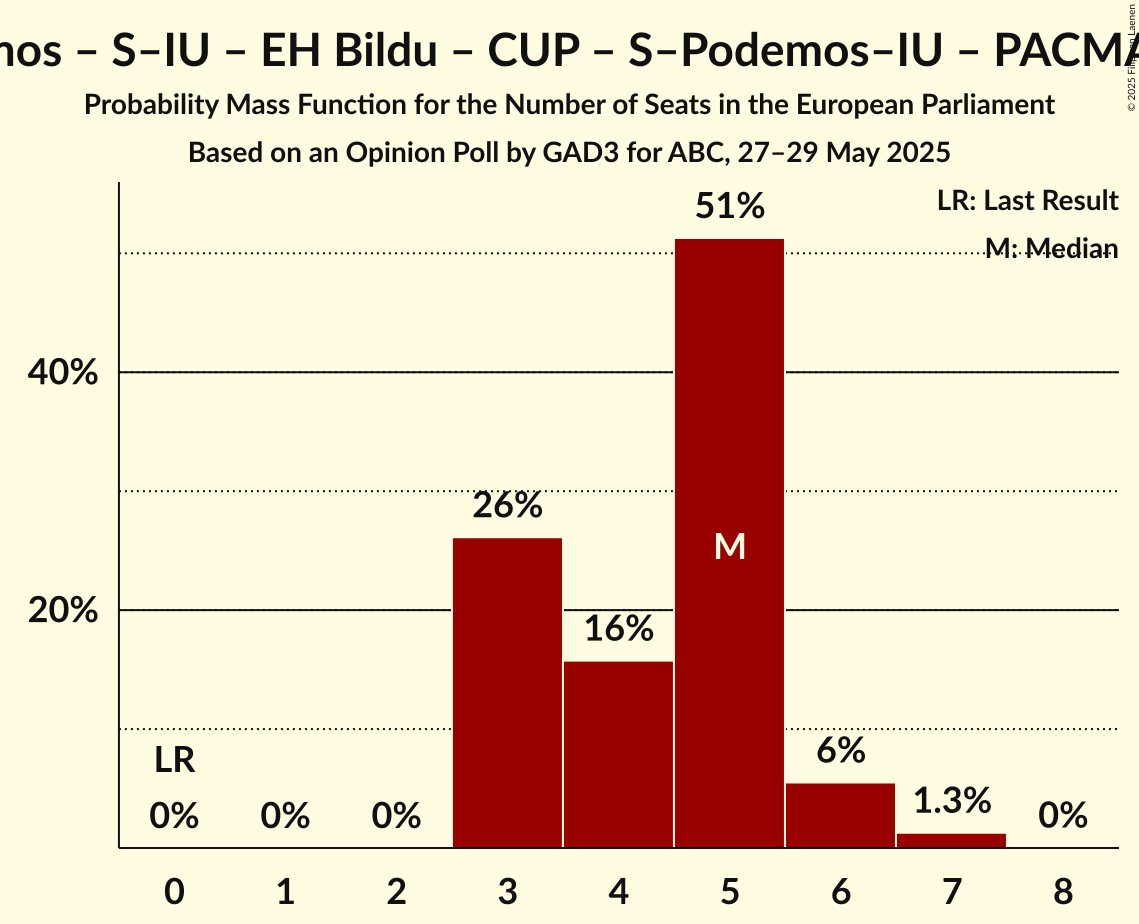 nos – S–IU – EH Bildu – CUP – S–Podemos–IU – PACMA
© 2025 Filip van Laenen
Probability Mass Function for the Number of Seats in the European Parliament
Based on an Opinion Poll by GAD3 for ABC, 27–29 May 2025
LR: Last Result
M: Median
51%
40%
26%
M
20%
16%
LR
6%
1.3%
0% 0% 0% 0%
0 1 2 3 4 5 6 7 8